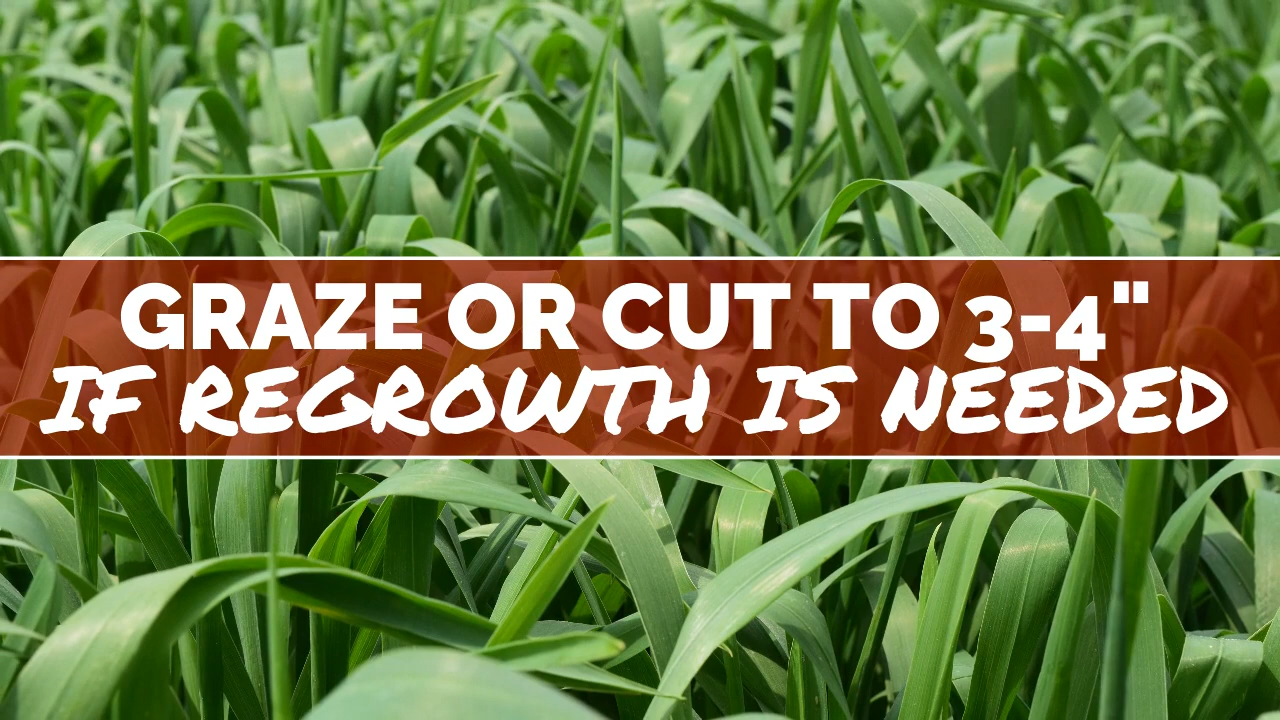 GRAZE OR CUT TO 3-4"
IF REGROWTH IS NEEDED